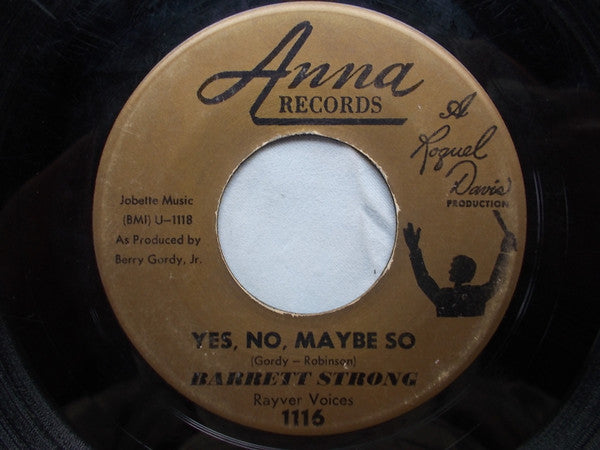 Anna
RECORDS
A
Roquel
Davis
PRODUCTION
Jobette Music
(BMI) U-1118
As Produced by
Berry Gordy, Jr.
YES, NO, MAYBE SO
(Gordy - Robinson)
BARRETT STRONG
Rayver Voices
1116